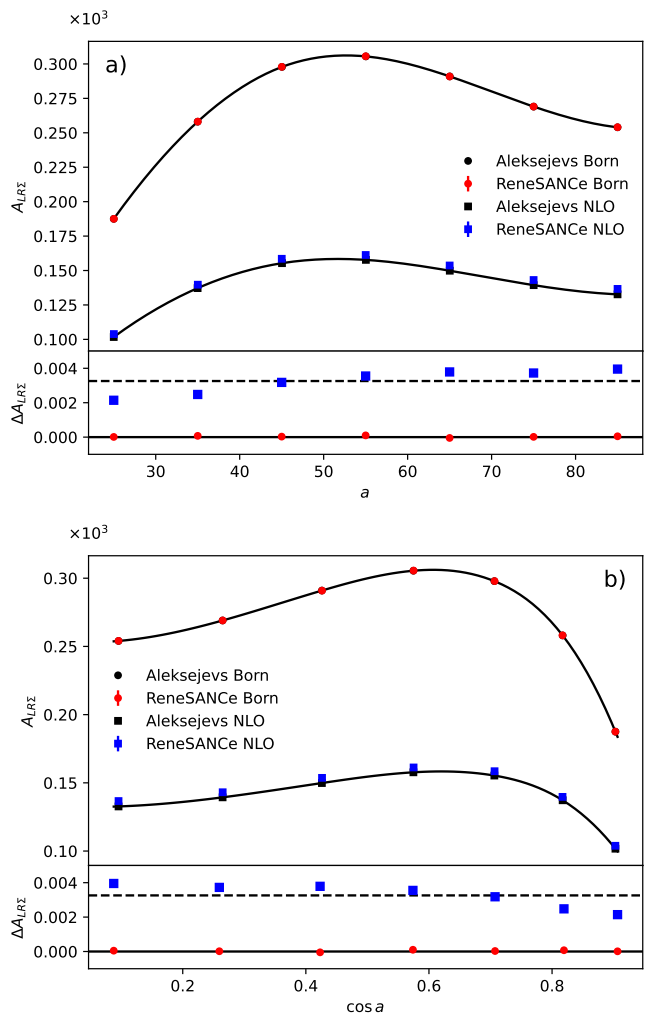 ×10³
a)
0.300
0.275
0.250
0.225
0.200
0.175
0.150
0.125
0.100
A_{LRΣ}
Aleksejevs Born
ReneSANCe Born
Aleksejevs NLO
ReneSANCe NLO
0.004
0.002
0.000
ΔA_{LRΣ}
30 40 50 60 70 80
a
×10³
b)
0.30
0.25
0.20
0.15
0.10
A_{LRΣ}
Aleksejevs Born
ReneSANCe Born
Aleksejevs NLO
ReneSANCe NLO
0.004
0.002
0.000
ΔA_{LRΣ}
0.2 0.4 0.6 0.8
cos a